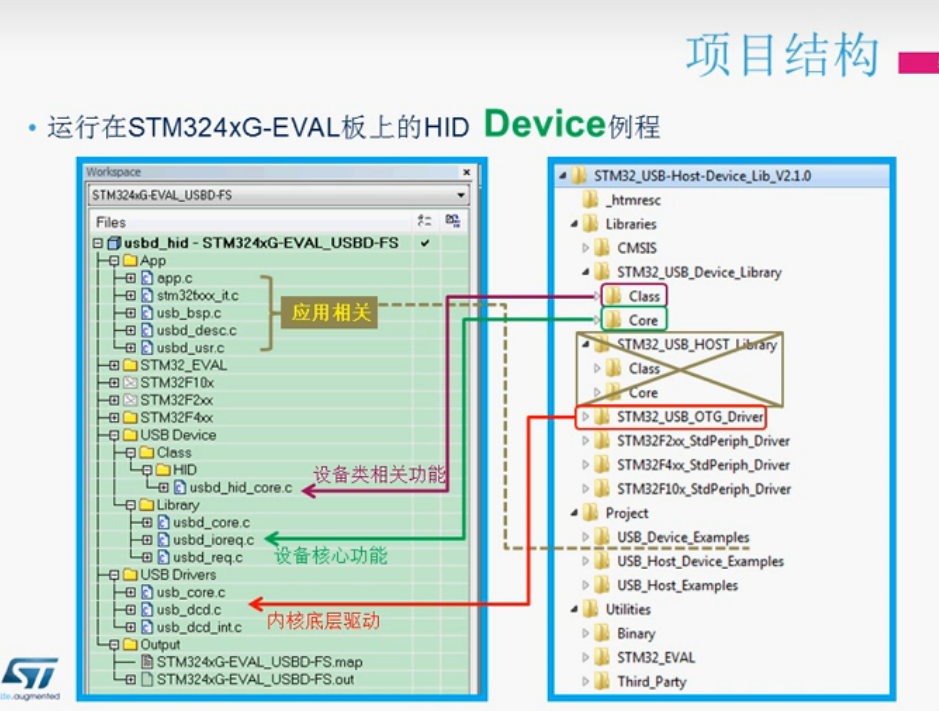 项目结构
• 运行在STM324xG-EVAL板上的HID Device例程
Workspace
STM324xG-EVAL_USBD-FS
Files
usbd_hid - STM324xG-EVAL_USBD-FS
App
app.c
stm32fxxx_it.c
usb_bsp.c
usbd_desc.c
usbd_usr.c
应用相关
STM32_EVAL
STM32F10x
STM32F2xx
STM32F4xx
USB Device
Class
HID
usbd_hid_core.c
设备类相关功能
Library
usbd_core.c
usbd_ioreq.c
usbd_req.c
设备核心功能
USB Drivers
usb_core.c
usb_dcd.c
usb_dcd_int.c
内核底层驱动
Output
STM324xG-EVAL_USBD-FS.map
STM324xG-EVAL_USBD-FS.out
STM32_USB-Host-Device_Lib_V2.1.0
_htmresc
Libraries
CMSIS
STM32_USB_Device_Library
Class
Core
STM32_USB_HOST_Library
Class
Core
STM32_USB_OTG_Driver
STM32F2xx_StdPeriph_Driver
STM32F4xx_StdPeriph_Driver
STM32F10x_StdPeriph_Driver
Project
USB_Device_Examples
USB_Host_Device_Examples
USB_Host_Examples
Utilities
Binary
STM32_EVAL
Third_Party
ST
life.augmented